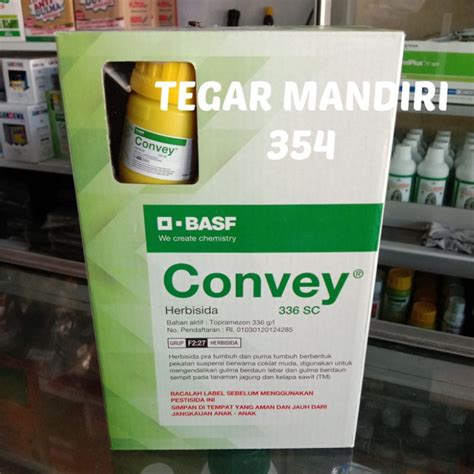 TEGAR MANDIRI
354
BASF
Convey
BASF
We create chemistry
Convey®
Herbisida 336 SC
Bahan aktif : Topramezon 336 g/l
No. Pendaftaran : RI. 01030120124285
GRUP F2:27 HERBISIDA
Herbisida pra tumbuh dan purna tumbuh berbentuk
pekatan suspensi berwarna coklat muda, digunakan untuk
mengendalikan gulma berdaun lebar dan gulma berdaun
sempit pada tanaman jagung dan kelapa sawit (TM).
BACALAH LABEL SEBELUM MENGGUNAKAN
PESTISIDA INI
SIMPAN DI TEMPAT YANG AMAN DAN JAUH DARI
JANGKAUAN ANAK - ANAK